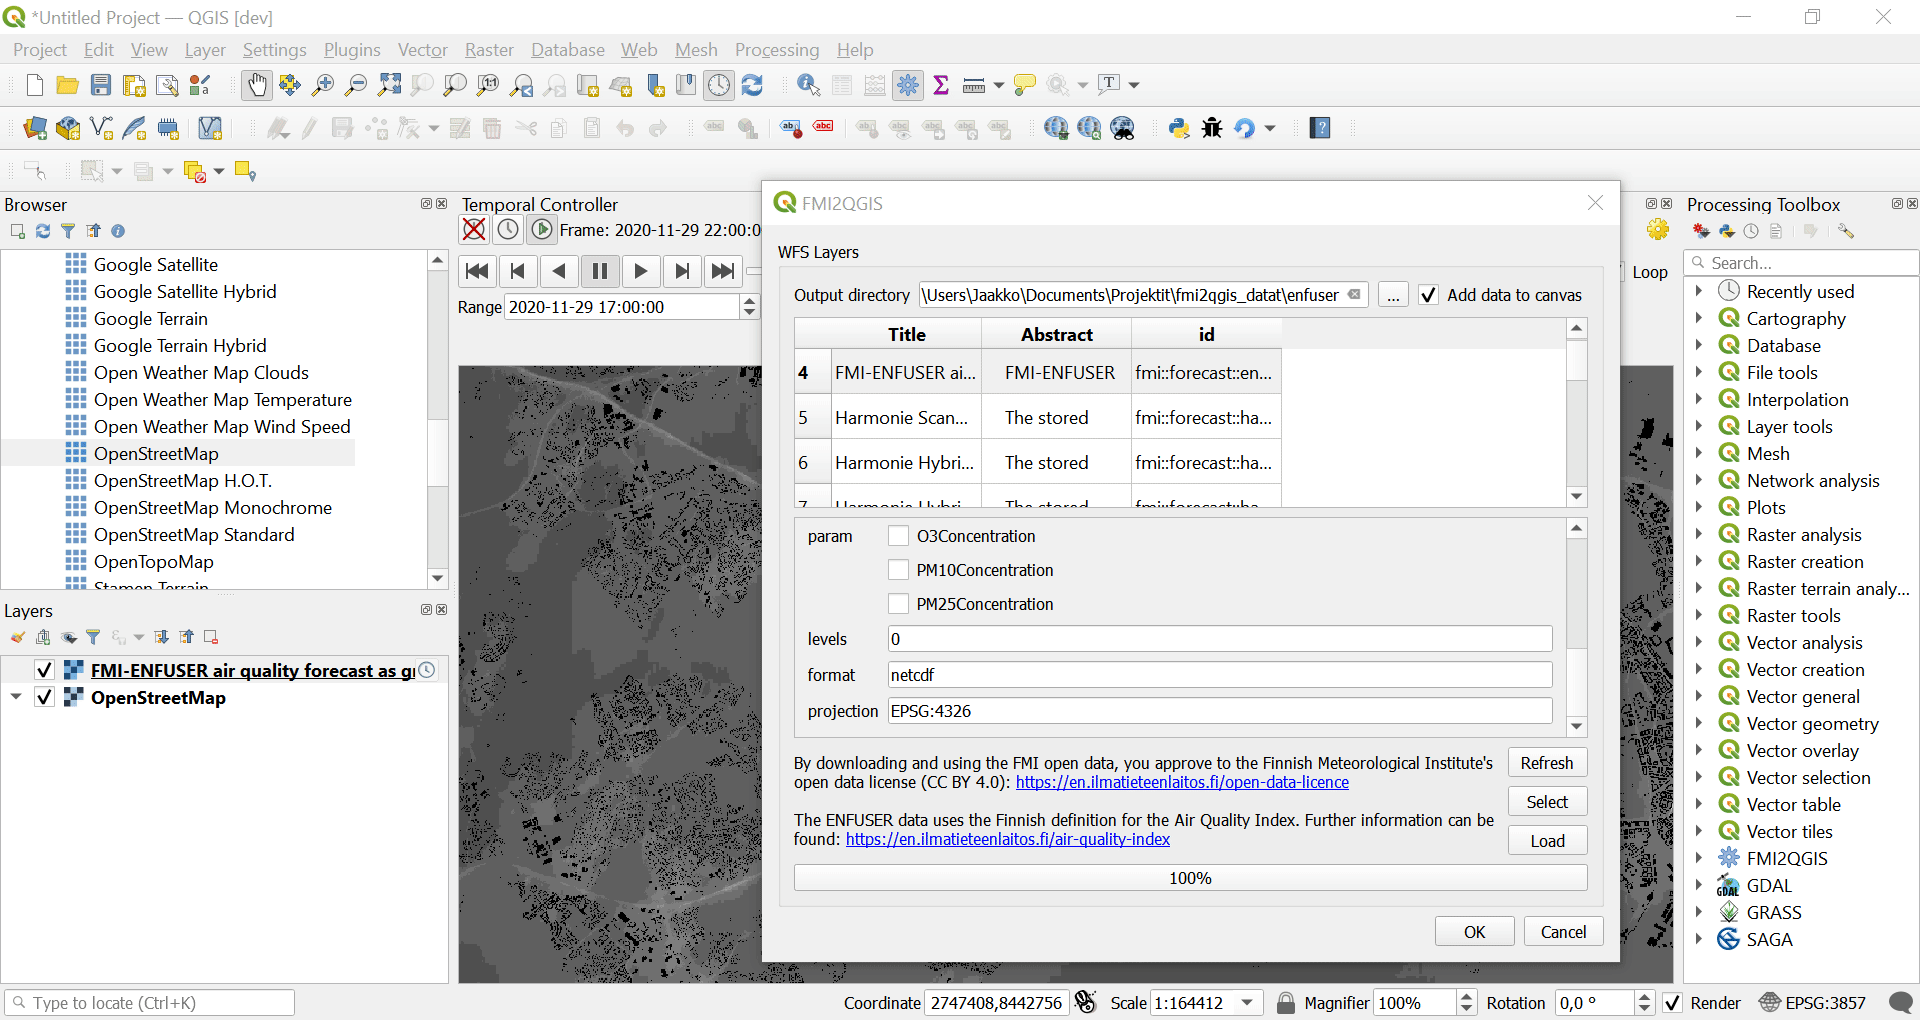 *Untitled Project — QGIS [dev]
Project Edit View Layer Settings Plugins Vector Raster Database Web Mesh Processing Help
Browser
Google Satellite
Google Satellite Hybrid
Google Terrain
Google Terrain Hybrid
Open Weather Map Clouds
Open Weather Map Temperature
Open Weather Map Wind Speed
OpenStreetMap
OpenStreetMap H.O.T.
OpenStreetMap Monochrome
OpenStreetMap Standard
OpenTopoMap
Stamen Terrain
Layers
FMI-ENFUSER air quality forecast as gr
OpenStreetMap
Temporal Controller
Frame: 2020-11-29 22:00:0
Range 2020-11-29 17:00:00
Loop
FMI2QGIS
WFS Layers
Output directory \Users\Jaakko\Documents\Projektit\fmi2qgis_datat\enfuser ... Add data to canvas
Title Abstract id
4 FMI-ENFUSER ai... FMI-ENFUSER fmi::forecast::en...
5 Harmonie Scan... The stored fmi::forecast::ha...
6 Harmonie Hybri... The stored fmi::forecast::ha...
7 Harmonie Hybri... The stored fmi::forecast::ha...
param O3Concentration
PM10Concentration
PM25Concentration
levels 0
format netcdf
projection EPSG:4326
By downloading and using the FMI open data, you approve to the Finnish Meteorological Institute's
open data license (CC BY 4.0): https://en.ilmatieteenlaitos.fi/open-data-licence
The ENFUSER data uses the Finnish definition for the Air Quality Index. Further information can be
found: https://en.ilmatieteenlaitos.fi/air-quality-index
Refresh
Select
Load
100%
OK Cancel
Processing Toolbox
Search...
Recently used
Cartography
Database
File tools
Interpolation
Layer tools
Mesh
Network analysis
Plots
Raster analysis
Raster creation
Raster terrain analy...
Raster tools
Vector analysis
Vector creation
Vector general
Vector geometry
Vector overlay
Vector selection
Vector table
Vector tiles
FMI2QGIS
GDAL
GRASS
SAGA
Type to locate (Ctrl+K) Coordinate 2747408,8442756 Scale 1:164412 Magnifier 100% Rotation 0,0 ° Render EPSG:3857